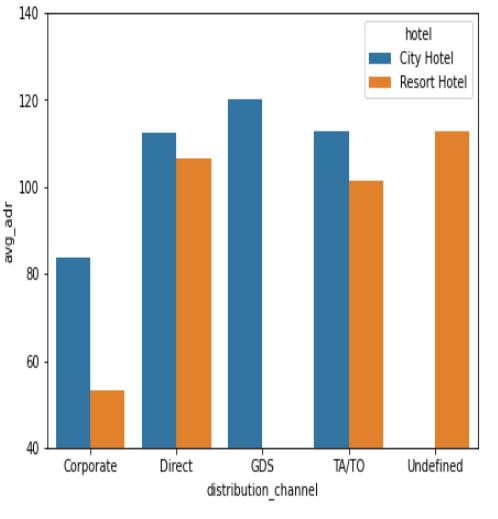 140
120
100
80
60
40
avg_adr
hotel
City Hotel
Resort Hotel
Corporate Direct GDS TA/TO Undefined
distribution_channel